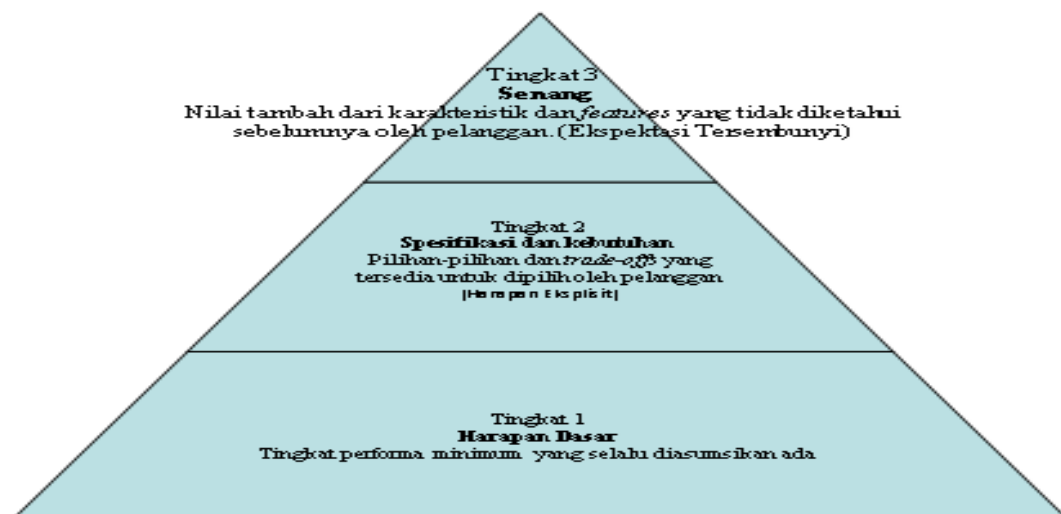 Tingkat 3
Senang
Nilai tambah dari karakteristik dan features yang tidak diketahui
sebelumnya oleh pelanggan.(Ekspektasi Tersembunyi)
Tingkat 2
Spesifikasi dan kebutuhan
Pilihan-pilihan dan trade-offs yang
tersedia untuk dipilih oleh pelanggan
(Harapan Eksplisit)
Tingkat 1
Harapan Dasar
Tingkat performa minimum yang selalu diasumsikan ada